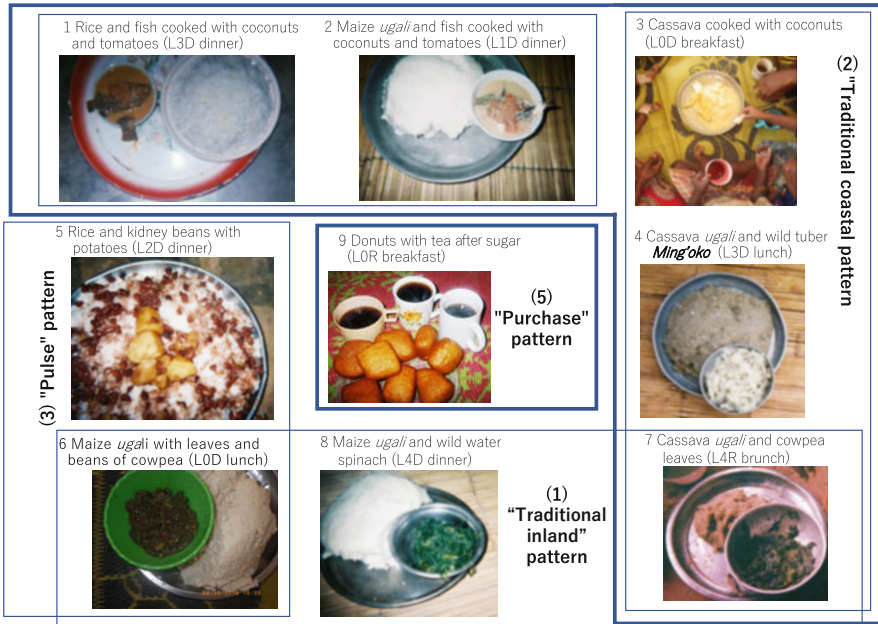 1 Rice and fish cooked with coconuts
and tomatoes (L3D dinner)
2 Maize ugali and fish cooked with
coconuts and tomatoes (L1D dinner)
3 Cassava cooked with coconuts
(L0D breakfast)
(2) "Traditional coastal pattern
5 Rice and kidney beans with
potatoes (L2D dinner)
9 Donuts with tea after sugar
(L0R breakfast)
4 Cassava ugali and wild tuber
Ming'oko (L3D lunch)
(5)
"Purchase"
pattern
(3) "Pulse" pattern
6 Maize ugali with leaves and
beans of cowpea (L0D lunch)
8 Maize ugali and wild water
spinach (L4D dinner)
7 Cassava ugali and cowpea
leaves (L4R brunch)
(1)
“Traditional
inland”
pattern